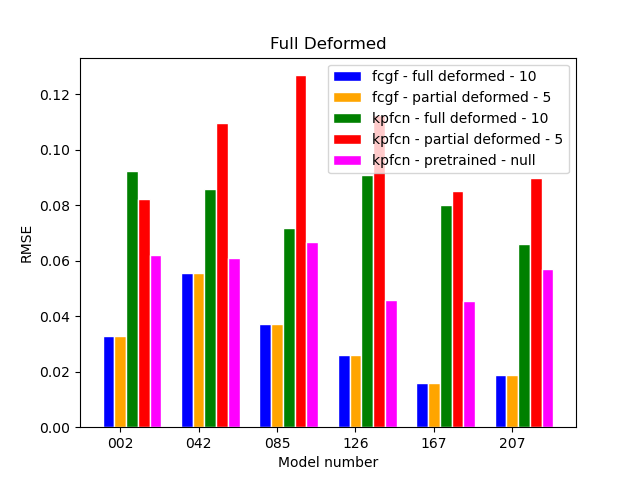 Full Deformed
fcgf - full deformed - 10
fcgf - partial deformed - 5
kpfcn - full deformed - 10
kpfcn - partial deformed - 5
kpfcn - pretrained - null
RMSE
0.12
0.10
0.08
0.06
0.04
0.02
0.00
002 042 085 126 167 207
Model number